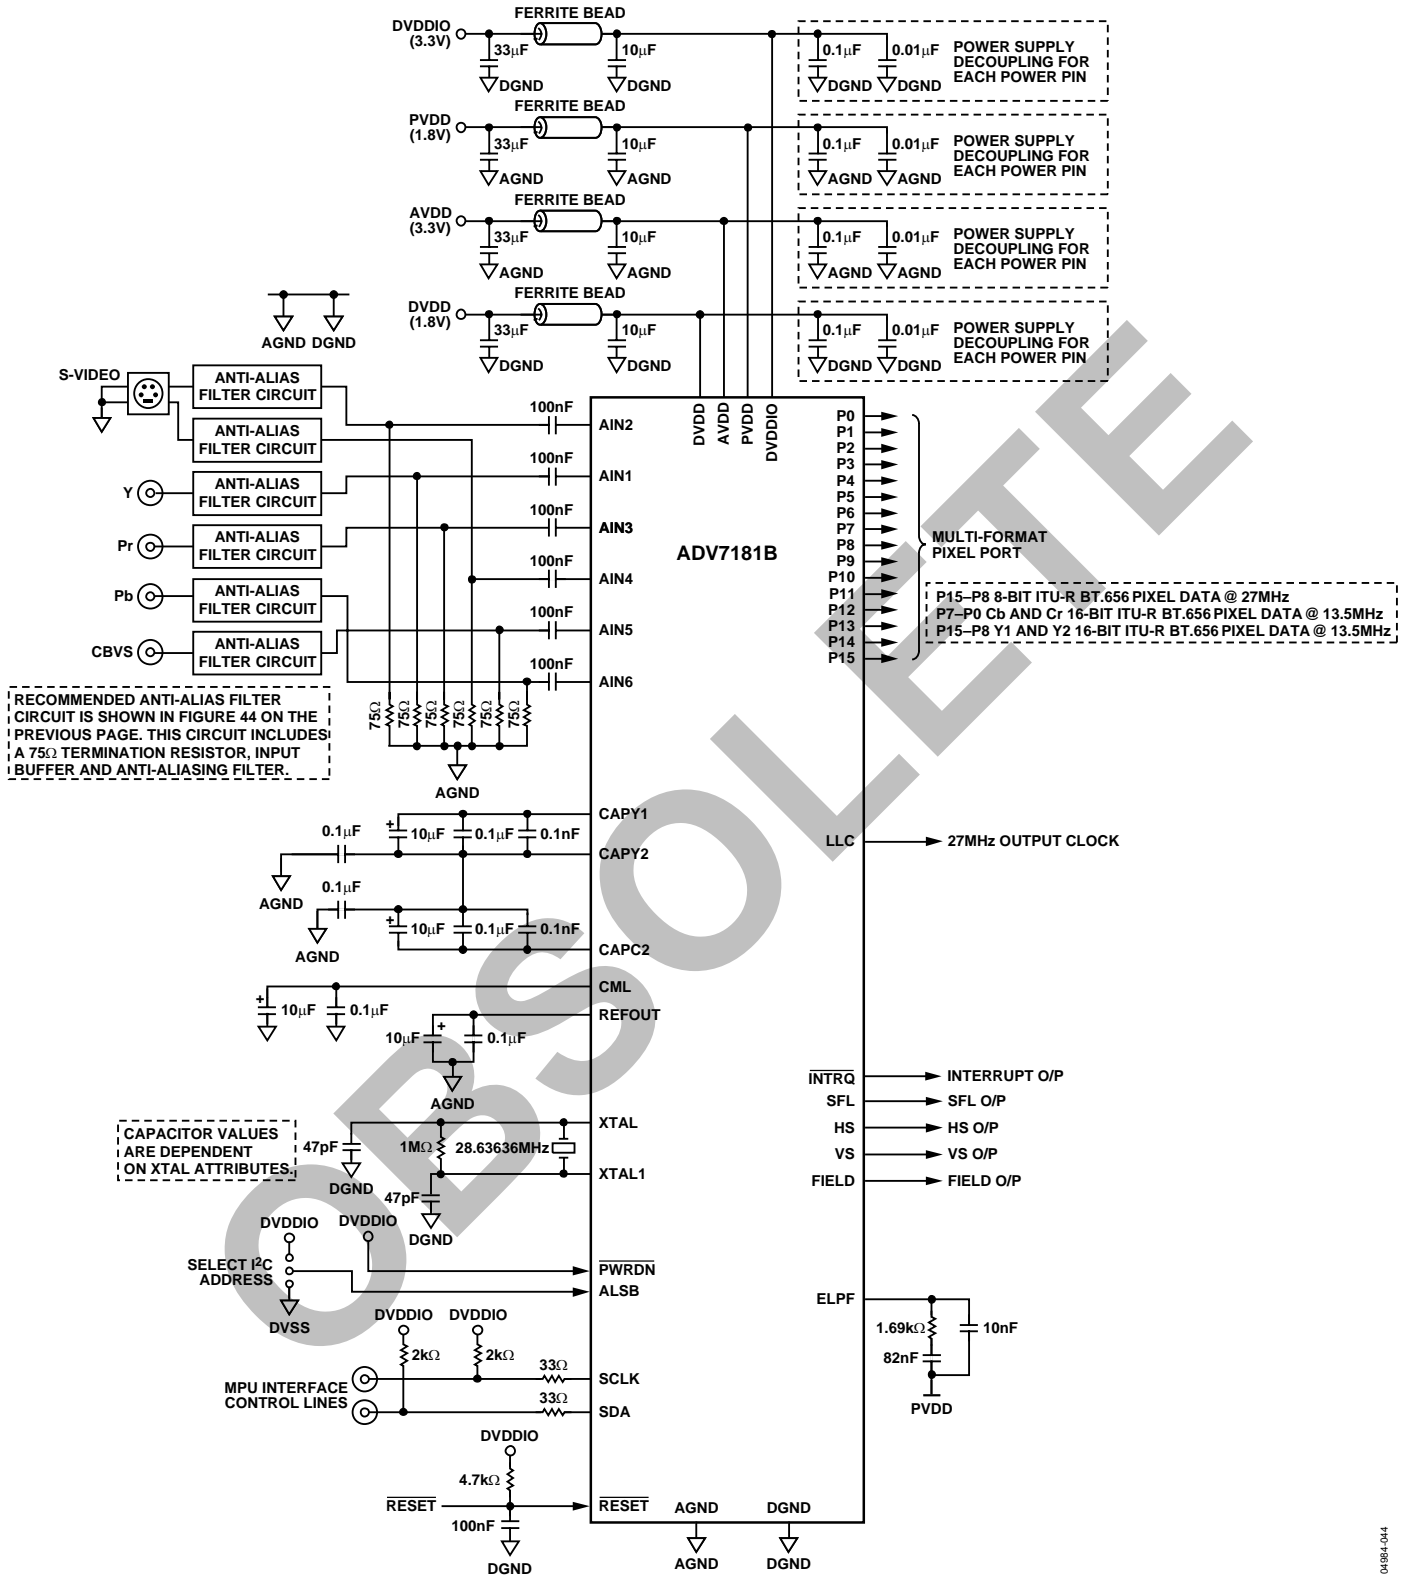 FERRITE BEAD
DVDDIO
(3.3V)
33μF
10μF
0.1μF
0.01μF
POWER SUPPLY
DECOUPLING FOR
EACH POWER PIN
DGND
DGND
DGND
DGND
FERRITE BEAD
PVDD
(1.8V)
33μF
10μF
0.1μF
0.01μF
POWER SUPPLY
DECOUPLING FOR
EACH POWER PIN
AGND
AGND
AGND
AGND
FERRITE BEAD
AVDD
(3.3V)
33μF
10μF
0.1μF
0.01μF
POWER SUPPLY
DECOUPLING FOR
EACH POWER PIN
AGND
AGND
AGND
AGND
FERRITE BEAD
DVDD
(1.8V)
33μF
10μF
0.1μF
0.01μF
POWER SUPPLY
DECOUPLING FOR
EACH POWER PIN
DGND
DGND
DGND
DGND
AGND DGND
S-VIDEO
ANTI-ALIAS
FILTER CIRCUIT
ANTI-ALIAS
FILTER CIRCUIT
Y
ANTI-ALIAS
FILTER CIRCUIT
Pr
ANTI-ALIAS
FILTER CIRCUIT
Pb
ANTI-ALIAS
FILTER CIRCUIT
CBVS
ANTI-ALIAS
FILTER CIRCUIT
RECOMMENDED ANTI-ALIAS FILTER
CIRCUIT IS SHOWN IN FIGURE 44 ON THE
PREVIOUS PAGE. THIS CIRCUIT INCLUDES
A 75Ω TERMINATION RESISTOR, INPUT
BUFFER AND ANTI-ALIASING FILTER.
100nF
AIN2
100nF
AIN1
100nF
AIN3
100nF
AIN4
100nF
AIN5
100nF
AIN6
75Ω
75Ω
75Ω
75Ω
75Ω
75Ω
AGND
DVDD
AVDD
PVDD
DVDDIO
ADV7181B
P0
P1
P2
P3
P4
P5
P6
P7
P8
P9
P10
P11
P12
P13
P14
P15
MULTI-FORMAT
PIXEL PORT
P15–P8 8-BIT ITU-R BT.656 PIXEL DATA @ 27MHz
P7–P0 Cb AND Cr 16-BIT ITU-R BT.656 PIXEL DATA @ 13.5MHz
P15–P8 Y1 AND Y2 16-BIT ITU-R BT.656 PIXEL DATA @ 13.5MHz
CAPY1
0.1μF
+
10μF
0.1μF
0.1nF
CAPY2
AGND
0.1μF
+
10μF
0.1μF
0.1nF
AGND
CAPC2
LLC
27MHz OUTPUT CLOCK
CML
+
10μF
0.1μF
REFOUT
10μF
+
0.1μF
AGND
INTRQ
INTERRUPT O/P
SFL
SFL O/P
HS
HS O/P
VS
VS O/P
FIELD
FIELD O/P
CAPACITOR VALUES
ARE DEPENDENT
ON XTAL ATTRIBUTES.
XTAL
47pF
1MΩ
28.63636MHz
DGND
XTAL1
47pF
DGND
DVDDIO
DVDDIO
SELECT I2C
ADDRESS
DVSS
PWRDN
ALSB
ELPF
1.69kΩ
10nF
82nF
PVDD
DVDDIO
DVDDIO
2kΩ
2kΩ
MPU INTERFACE
CONTROL LINES
33Ω
SCLK
33Ω
SDA
DVDDIO
4.7kΩ
RESET
RESET
100nF
DGND
AGND
DGND
AGND
DGND
04984-044
OBSOLETE